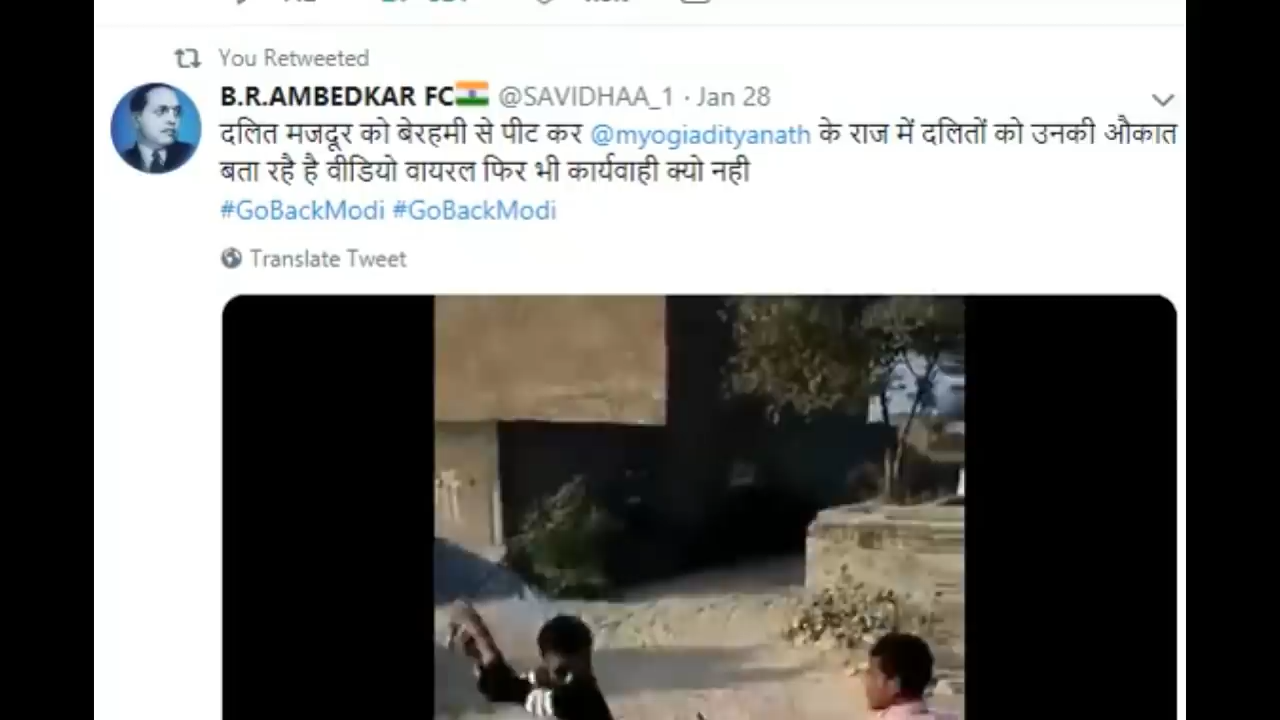 You Retweeted
B.R.AMBEDKAR FC🇮🇳 @SAVIDHAA_1 · Jan 28
दलित मजदूर को बेरहमी से पीट कर @myogiadityanath के राज में दलितों को उनकी औकात
बता रहै है वीडियो वायरल फिर भी कार्यवाही क्यो नही
#GoBackModi #GoBackModi
Translate Tweet